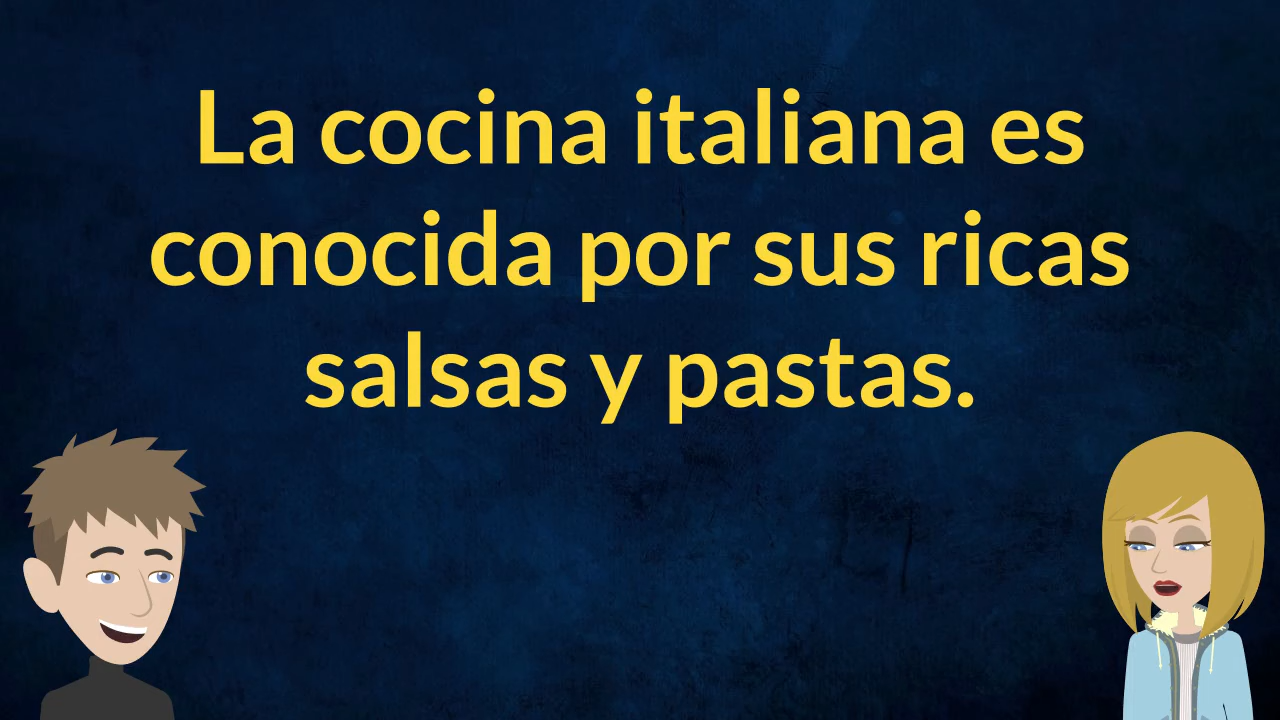 La cocina italiana es
conocida por sus ricas
salsas y pastas.